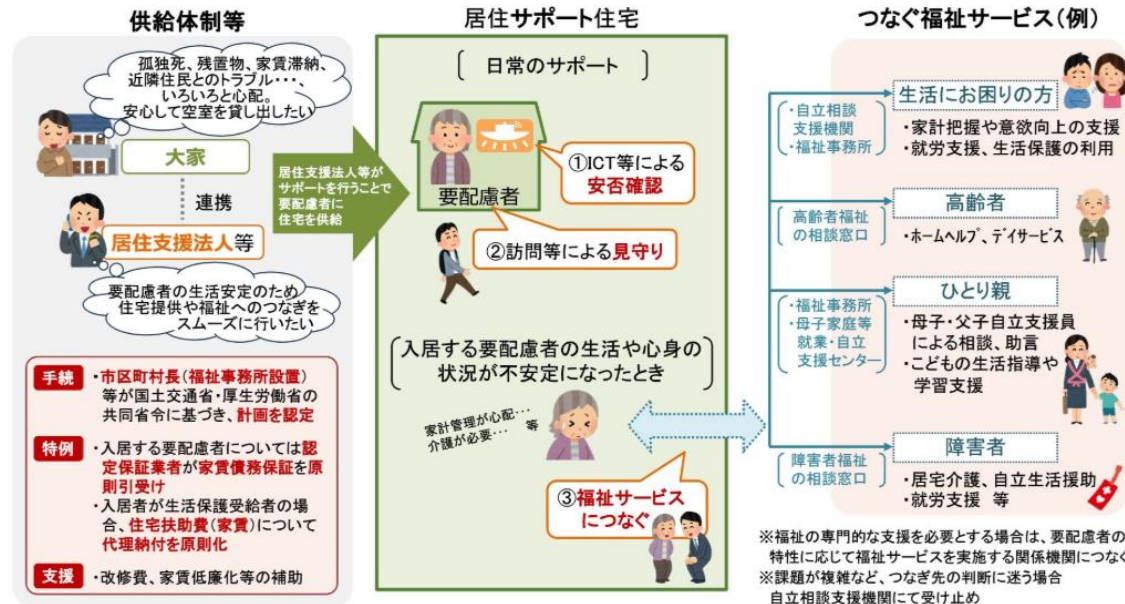 供給体制等
孤独死、残置物、家賃滞納、
近隣住民とのトラブル・・・、
いろいろと心配。
安心して空室を貸し出したい
大家
連携
居住支援法人等
要配慮者の生活安定のため
住宅提供や福祉へのつなぎを
スムーズに行いたい
居住支援法人等が
サポートを行うことで
要配慮者に
住宅を供給
手続
・市区町村長(福祉事務所設置)
等が国土交通省・厚生労働省の
共同省令に基づき、計画を認定
特例
・入居する要配慮者については認
定保証業者が家賃債務保証を原
則引受け
・入居者が生活保護受給者の場
合、住宅扶助費(家賃)について
代理納付を原則化
支援
・改修費、家賃低廉化等の補助
居住サポート住宅
日常のサポート
要配慮者
①ICT等による
安否確認
②訪問等による見守り
入居する要配慮者の生活や心身の
状況が不安定になったとき
家計管理が心配・・・
介護が必要・・・ 等
③福祉サービス
につなぐ
つなぐ福祉サービス(例)
・自立相談
支援機関
・福祉事務所
生活にお困りの方
・家計把握や意欲向上の支援
・就労支援、生活保護の利用
高齢者福祉
の相談窓口
高齢者
・ホームヘルプ、デイサービス
・福祉事務所
・母子家庭等
就業・自立
支援センター
ひとり親
・母子・父子自立支援員
による相談、助言
・こどもの生活指導や
学習支援
障害者福祉
の相談窓口
障害者
・居宅介護、自立生活援助
・就労支援 等
※福祉の専門的な支援を必要とする場合は、要配慮者の
特性に応じて福祉サービスを実施する関係機関につなぐ
※課題が複雑など、つなぎ先の判断に迷う場合
自立相談支援機関にて受け止め